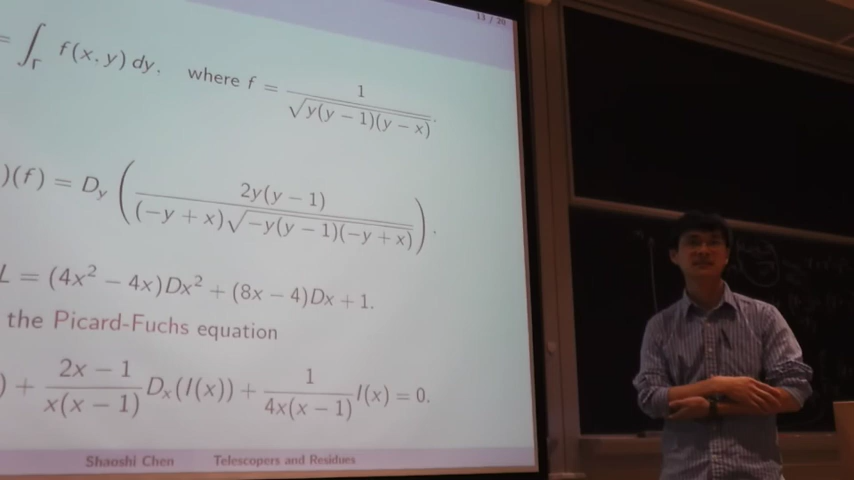 13 / 20
= ∫_Γ f(x, y) dy, where f = 1 / √(y(y − 1)(y − x)).
)(f) = D_y ( 2y(y − 1) / ((−y + x)√(−y(y − 1)(−y + x))) ).
L = (4x² − 4x)Dx² + (8x − 4)Dx + 1.
the Picard-Fuchs equation
) + (2x − 1) / (x(x − 1)) D_x(I(x)) + 1 / (4x(x − 1)) I(x) = 0.
Shaoshi Chen Telescopers and Residues